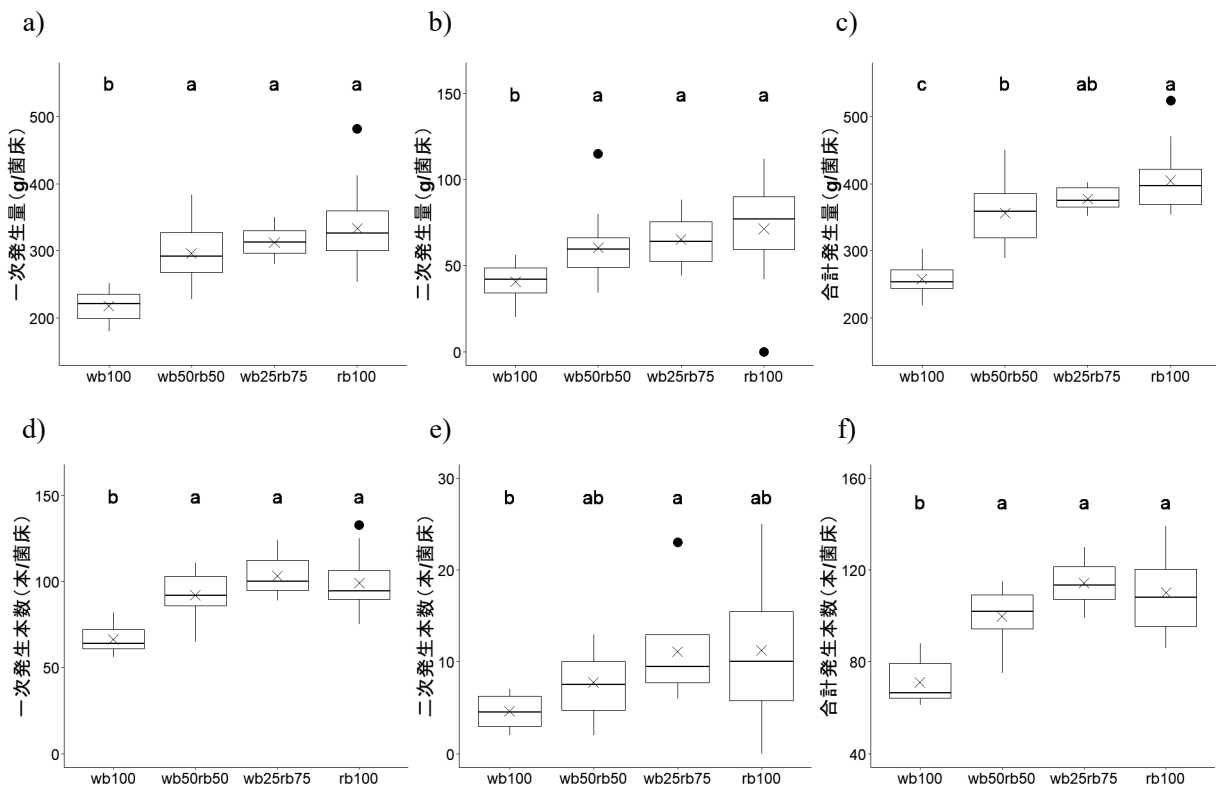 a)
一次発生量(g/菌床)
500
400
300
200
b a a a
wb100 wb50rb50 wb25rb75 rb100
b)
二次発生量(g/菌床)
150
100
50
0
b a a a
wb100 wb50rb50 wb25rb75 rb100
c)
合計発生量(g/菌床)
500
400
300
200
c b ab a
wb100 wb50rb50 wb25rb75 rb100
d)
一次発生本数(本/菌床)
150
100
50
0
b a a a
wb100 wb50rb50 wb25rb75 rb100
e)
二次発生本数(本/菌床)
30
20
10
0
b ab a ab
wb100 wb50rb50 wb25rb75 rb100
f)
合計発生本数(本/菌床)
160
120
80
40
b a a a
wb100 wb50rb50 wb25rb75 rb100